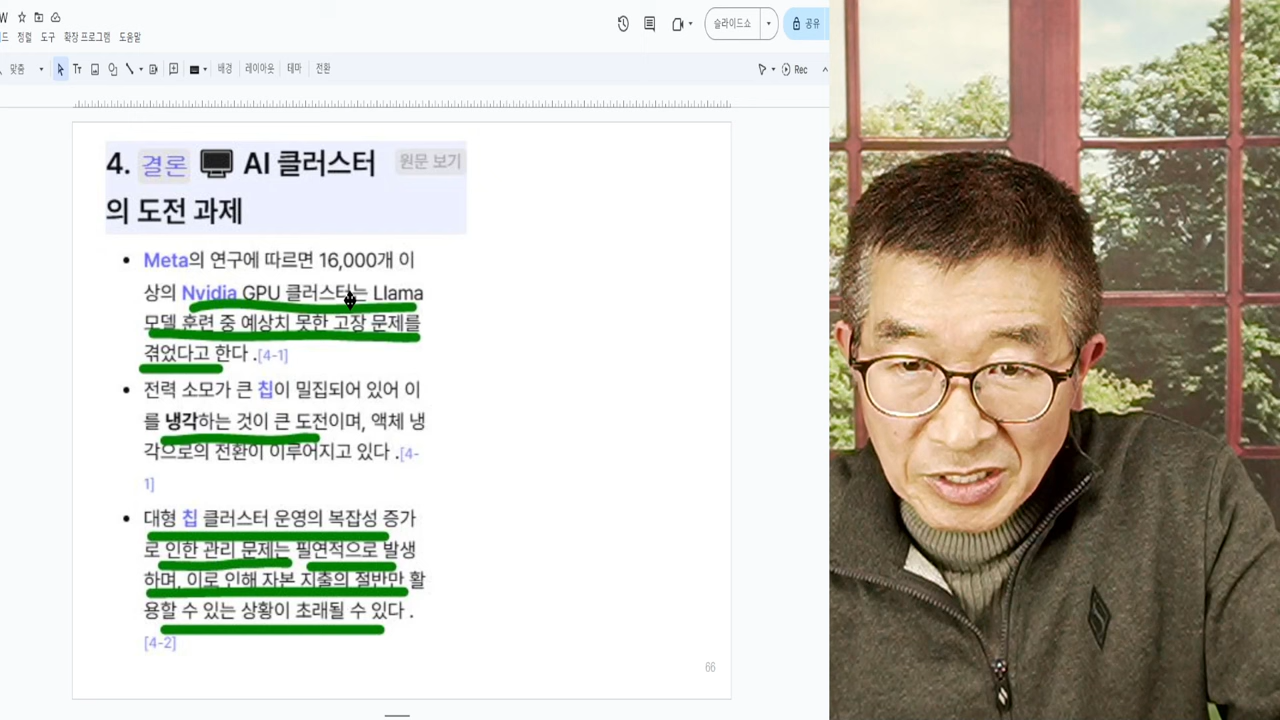 W
드 정렬 도구 확장 프로그램 도움말
슬라이드쇼
공유
맞춤
Tт
배경 레이아웃 테마 전환
Rec
4. 결론 🖥️ AI 클러스터 원문 보기
의 도전 과제
• Meta의 연구에 따르면 16,000개 이
상의 Nvidia GPU 클러스터는 Llama
모델 훈련 중 예상치 못한 고장 문제를
겪었다고 한다 .[4-1]
• 전력 소모가 큰 칩이 밀집되어 있어 이
를 냉각하는 것이 큰 도전이며, 액체 냉
각으로의 전환이 이루어지고 있다 .[4-
1]
• 대형 칩 클러스터 운영의 복잡성 증가
로 인한 관리 문제는 필연적으로 발생
하며, 이로 인해 자본 지출의 절반만 활
용할 수 있는 상황이 초래될 수 있다 .
[4-2]
66